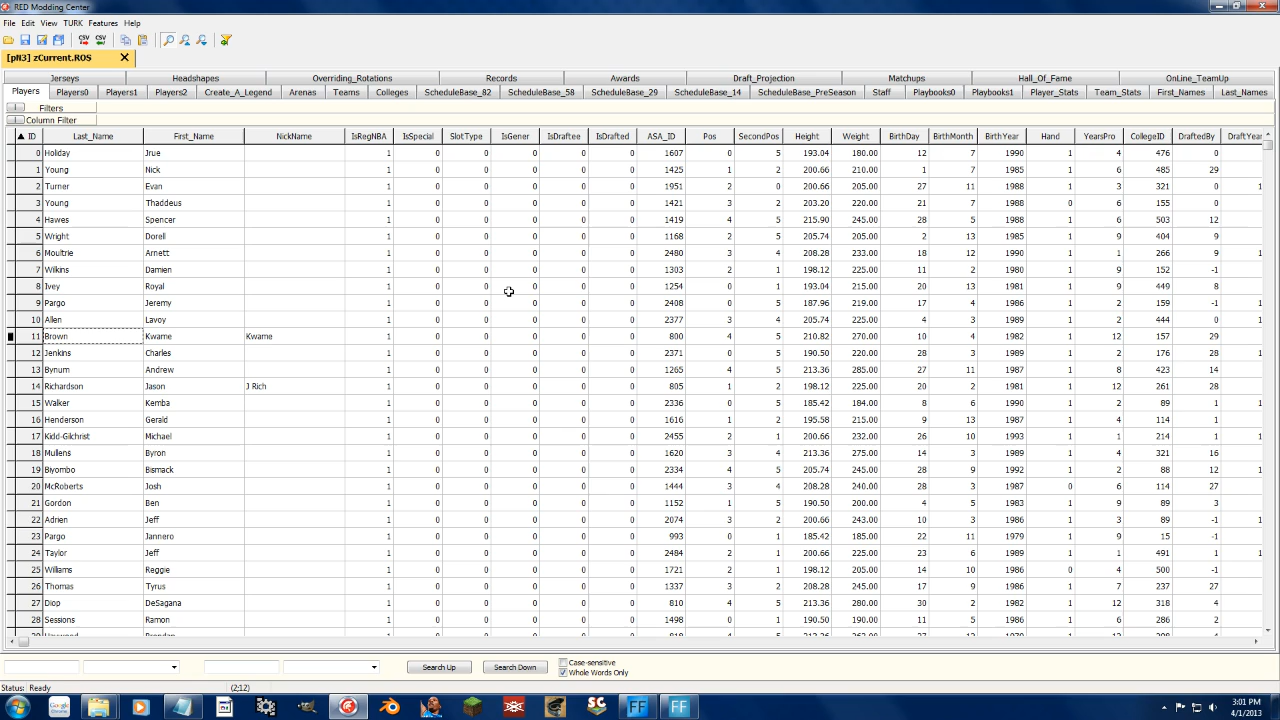 RED Modding Center
File Edit View TURK Features Help
CSV CSV
[pN3] zCurrent.ROS
Jerseys Headshapes Overriding_Rotations Records Awards Draft_Projection Matchups Hall_Of_Fame OnLine_TeamUp
Players Players0 Players1 Players2 Create_A_Legend Arenas Teams Colleges ScheduleBase_82 ScheduleBase_58 ScheduleBase_29 ScheduleBase_14 ScheduleBase_PreSeason Staff Playbooks0 Playbooks1 Player_Stats Team_Stats First_Names Last_Names
Filters
Column Filter
ID Last_Name First_Name NickName IsRegNBA IsSpecial SlotType IsGener IsDraftee IsDrafted ASA_ID Pos SecondPos Height Weight BirthDay BirthMonth BirthYear Hand YearsPro CollegeID DraftedBy DraftYear
0 Holiday Jrue 1 0 0 0 0 0 1607 0 5 193.04 180.00 12 7 1990 1 4 476 0
1 Young Nick 1 0 0 0 0 0 1425 1 2 200.66 210.00 1 7 1985 1 6 485 29
2 Turner Evan 1 0 0 0 0 0 1951 2 0 200.66 205.00 27 11 1988 1 3 321 0 1
3 Young Thaddeus 1 0 0 0 0 0 1421 3 2 203.20 220.00 21 7 1988 0 6 155 0
4 Hawes Spencer 1 0 0 0 0 0 1419 4 5 215.90 245.00 28 5 1988 1 6 503 12
5 Wright Dorell 1 0 0 0 0 0 1168 2 5 205.74 205.00 2 13 1985 1 9 404 9
6 Moultrie Arnett 1 0 0 0 0 0 2480 3 4 208.28 233.00 18 12 1990 1 1 266 9 1
7 Wilkins Damien 1 0 0 0 0 0 1303 2 1 198.12 225.00 11 2 1980 1 9 152 -1
8 Ivey Royal 1 0 0 0 0 0 1254 0 1 193.04 215.00 20 13 1981 1 9 449 8
9 Pargo Jeremy 1 0 0 0 0 0 2408 0 5 187.96 219.00 17 4 1986 1 2 159 -1 1
10 Allen Lavoy 1 0 0 0 0 0 2377 3 4 205.74 225.00 4 3 1989 1 2 444 0 1
11 Brown Kwame Kwame 1 0 0 0 0 0 800 4 5 210.82 270.00 10 4 1982 1 12 157 29
12 Jenkins Charles 1 0 0 0 0 0 2371 0 5 190.50 220.00 28 3 1989 1 2 176 28 1
13 Bynum Andrew 1 0 0 0 0 0 1265 4 5 213.36 285.00 27 11 1987 1 8 423 14
14 Richardson Jason J Rich 1 0 0 0 0 0 805 1 2 198.12 225.00 20 2 1981 1 12 261 28
15 Walker Kemba 1 0 0 0 0 0 2336 0 5 185.42 184.00 8 6 1990 1 2 89 1 1
16 Henderson Gerald 1 0 0 0 0 0 1616 1 2 195.58 215.00 9 13 1987 1 4 114 1
17 Kidd-Gilchrist Michael 1 0 0 0 0 0 2455 2 1 200.66 232.00 26 10 1993 1 1 214 1 1
18 Mullens Byron 1 0 0 0 0 0 1620 3 4 213.36 275.00 14 3 1989 1 4 321 16
19 Biyombo Bismack 1 0 0 0 0 0 2334 4 5 205.74 245.00 28 9 1992 1 2 88 12 1
20 McRoberts Josh 1 0 0 0 0 0 1444 3 4 208.28 240.00 28 3 1987 0 6 114 27
21 Gordon Ben 1 0 0 0 0 0 1152 1 5 190.50 200.00 4 5 1983 1 9 89 3
22 Adrien Jeff 1 0 0 0 0 0 2074 3 2 200.66 243.00 10 3 1986 1 3 89 -1 1
23 Pargo Jannero 1 0 0 0 0 0 993 0 1 185.42 185.00 22 11 1979 1 9 15 -1
24 Taylor Jeff 1 0 0 0 0 0 2484 2 1 200.66 225.00 23 6 1989 1 1 491 1 1
25 Williams Reggie 1 0 0 0 0 0 1721 2 1 198.12 205.00 14 10 1986 0 4 500 -1
26 Thomas Tyrus 1 0 0 0 0 0 1337 3 2 208.28 245.00 17 9 1986 1 7 237 27
27 Diop DeSagana 1 0 0 0 0 0 810 4 5 213.36 280.00 30 2 1982 1 12 318 4
28 Sessions Ramon 1 0 0 0 0 0 1498 0 1 190.50 190.00 11 5 1986 1 6 286 2
Search Up Search Down Case-sensitive
Whole Words Only
Status: Ready (2;12)
Google Chrome SC FF FF
3:01 PM
4/1/2013